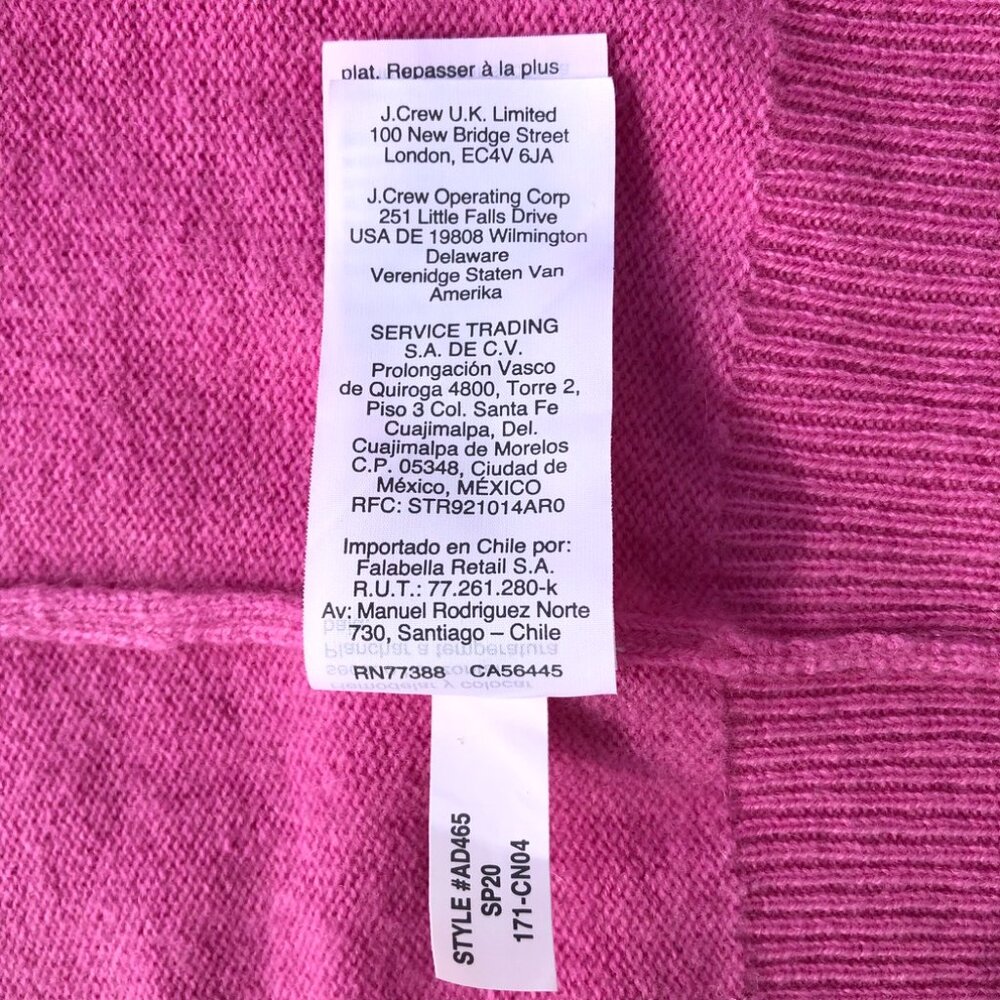 plat. Repasser à la plus
J.Crew U.K. Limited
100 New Bridge Street
London, EC4V 6JA
J.Crew Operating Corp
251 Little Falls Drive
USA DE 19808 Wilmington
Delaware
Verenidge Staten Van
Amerika
SERVICE TRADING
S.A. DE C.V.
Prolongación Vasco
de Quiroga 4800, Torre 2,
Piso 3 Col. Santa Fe
Cuajimalpa, Del.
Cuajimalpa de Morelos
C.P. 05348, Ciudad de
México, MÉXICO
RFC: STR921014AR0
Importado en Chile por:
Falabella Retail S.A.
R.U.T.: 77.261.280-k
Av: Manuel Rodriguez Norte
730, Santiago – Chile
Planchar a temperatura
RN77388 CA56445
Remodelar y colocar
STYLE #AD465
SP20
171-CN04